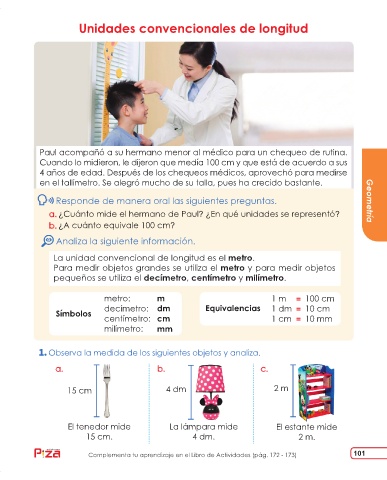 Unidades convencionales de longitud
Paul acompañó a su hermano menor al médico para un chequeo de rutina.
Cuando lo midieron, le dijeron que medía 100 cm y que está de acuerdo a sus
4 años de edad. Después de los chequeos médicos, aprovechó para medirse
en el tallímetro. Se alegró mucho de su talla, pues ha crecido bastante.
Geometría
Responde de manera oral las siguientes preguntas.
a. ¿Cuánto mide el hermano de Paul? ¿En qué unidades se representó?
b. ¿A cuánto equivale 100 cm?
Analiza la siguiente información.
La unidad convencional de longitud es el metro.
Para medir objetos grandes se utiliza el metro y para medir objetos
pequeños se utiliza el decímetro, centímetro y milímetro.
Símbolos
metro: m
decímetro: dm
centímetro: cm
milímetro: mm
Equivalencias
1 m = 100 cm
1 dm = 10 cm
1 cm = 10 mm
1. Observa la medida de los siguientes objetos y analiza.
a. b. c.
15 cm 4 dm 2 m
El tenedor mide
15 cm.
La lámpara mide
4 dm.
El estante mide
2 m.
Complementa tu aprendizaje en el Libro de Actividades (pág. 172 - 173)
101